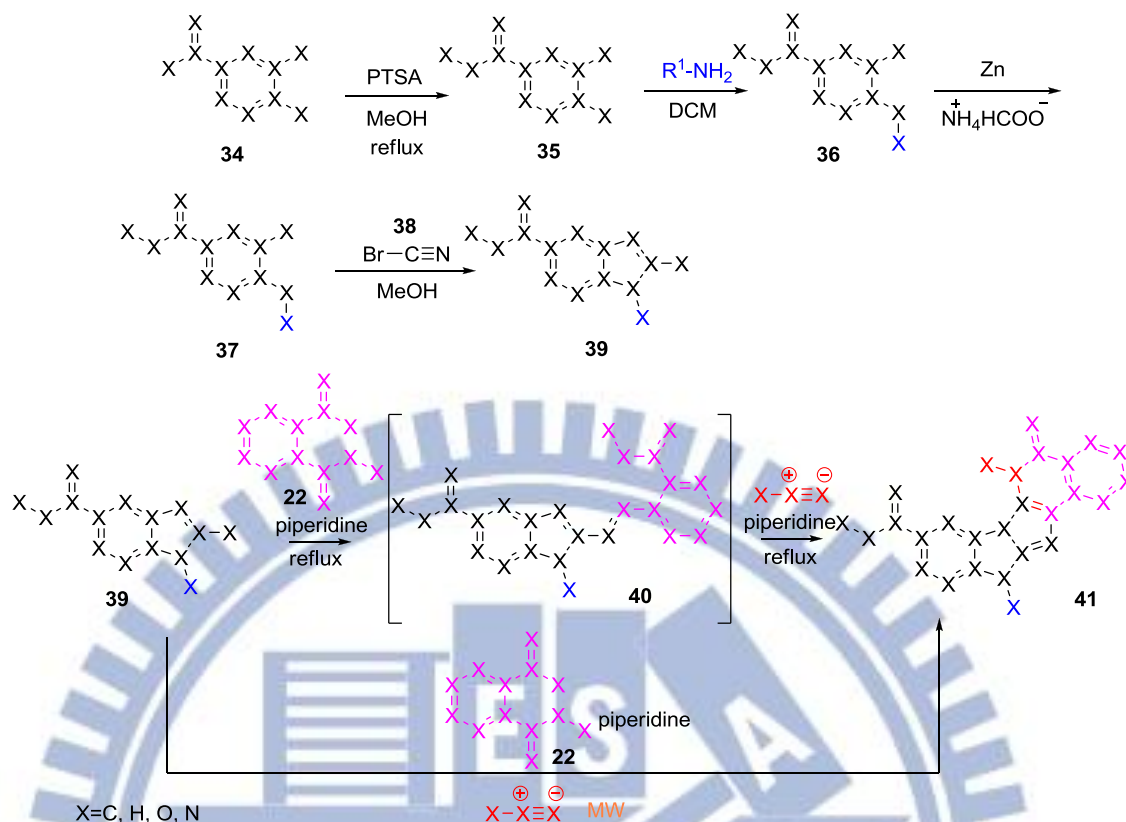 PTSA
MeOH
reflux
R¹-NH₂
DCM
Zn
NH₄HCOO
+
−
34
35
36
38
Br-C≡N
MeOH
37
39
22
piperidine
reflux
X-X≡X
⊕
⊖
piperidine
reflux
39
40
41
piperidine
22
X=C, H, O, N
X-X≡X
⊕
⊖
MW
E S A